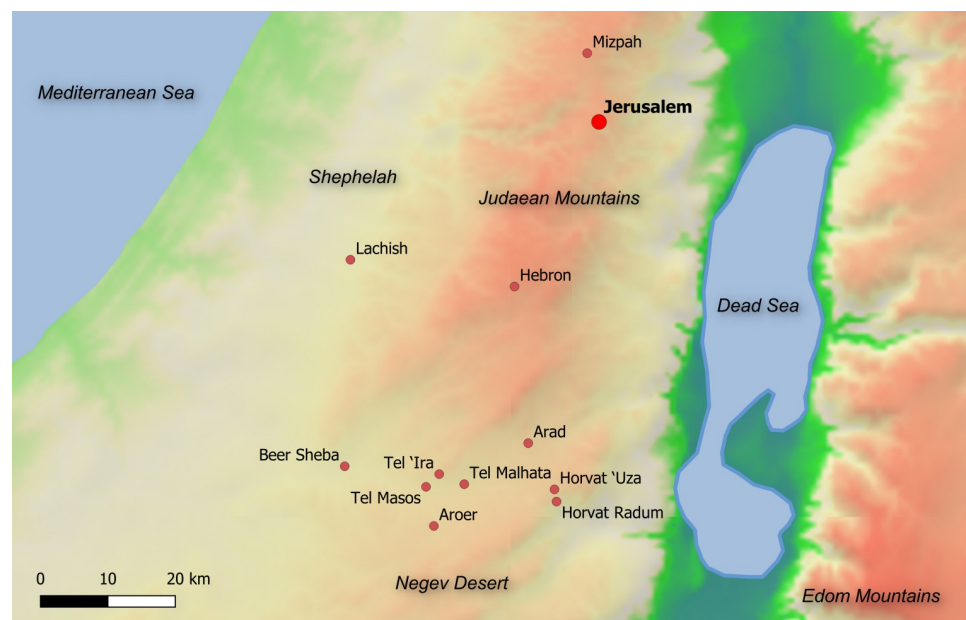 Mizpah
Mediterranean Sea
Jerusalem
Shephelah
Judaean Mountains
Lachish
Hebron
Dead Sea
Arad
Beer Sheba
Tel ‘Ira
Tel Malhata
Horvat ‘Uza
Tel Masos
Horvat Radum
Aroer
0 10 20 km
Negev Desert
Edom Mountains